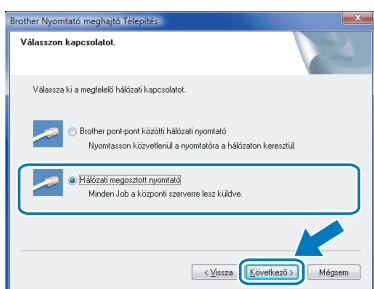 Brother Nyomtató meghajtó Telepítés
Válasszon kapcsolatot.
Válassza ki a megfelelő hálózati kapcsolatot.
Brother pont-pont közötti hálózati nyomtató
Nyomtasson közvetlenül a nyomtatóra a hálózaton keresztül.
Hálózati megosztott nyomtató
Minden Job a központi szerverre lesz küldve.
< Vissza
Következő >
Mégsem